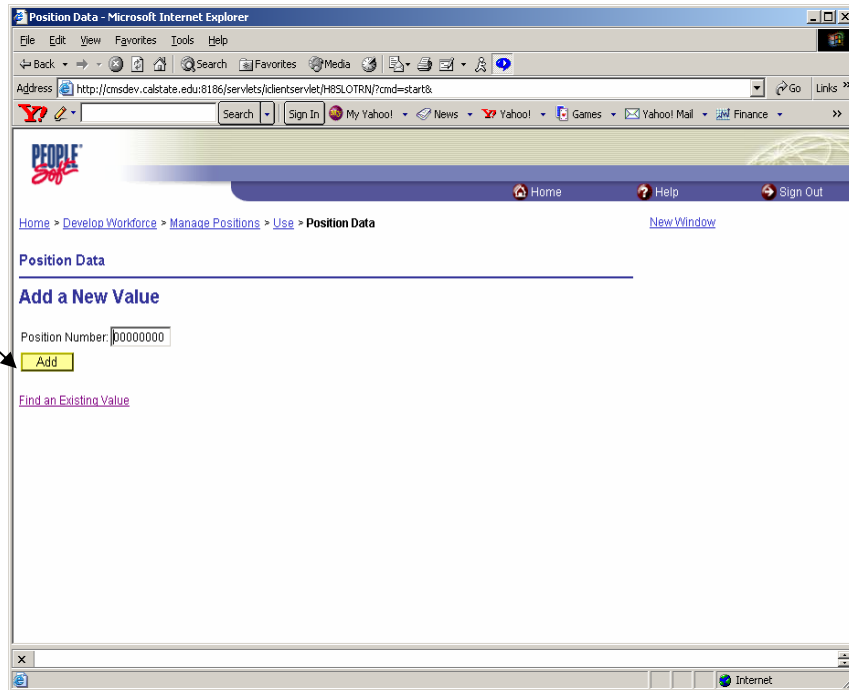 Position Data - Microsoft Internet Explorer
File Edit View Favorites Tools Help
Back Search Favorites Media
Address http://cmsdev.calstate.edu:8186/servlets/iclientservlet/H8SLOTRN/?cmd=start& Go Links »
Y! Search Sign In My Yahoo! News Y! Yahoo! Games Yahoo! Mail Finance »
PEOPLE
Soft
Home Help Sign Out
Home > Develop Workforce > Manage Positions > Use > Position Data New Window
Position Data
Add a New Value
Position Number: 00000000
Add
Find an Existing Value
Internet